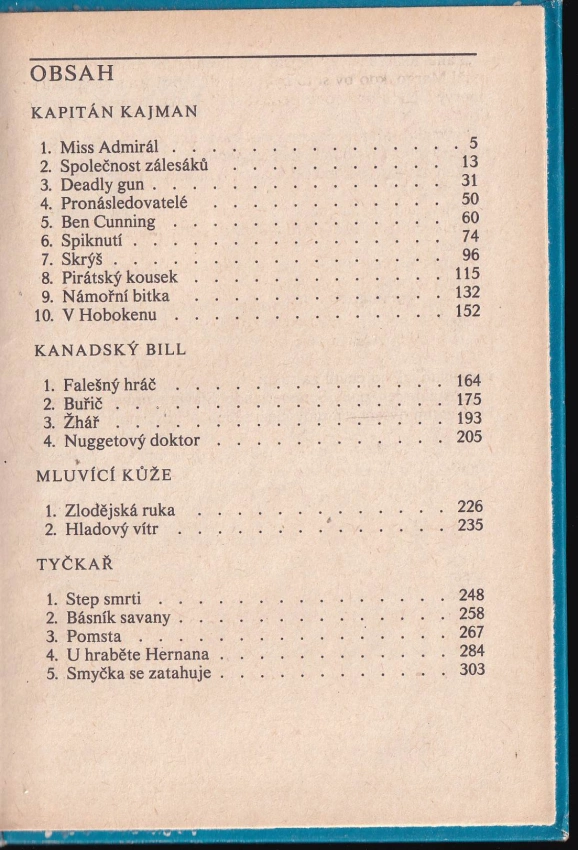 OBSAH
KAPITÁN KAJMAN
1. Miss Admirál . . . . . . . . . . . . . . . . 5
2. Společnost zálesáků . . . . . . . . . . . . . 13
3. Deadly gun . . . . . . . . . . . . . . . . . 31
4. Pronásledovatelé . . . . . . . . . . . . . . 50
5. Ben Cunning . . . . . . . . . . . . . . . . 60
6. Spiknutí . . . . . . . . . . . . . . . . . . 74
7. Skrýš . . . . . . . . . . . . . . . . . . . 96
8. Pirátský kousek . . . . . . . . . . . . . . 115
9. Námořní bitka . . . . . . . . . . . . . . . 132
10. V Hobokenu . . . . . . . . . . . . . . . . 152
KANADSKÝ BILL
1. Falešný hráč . . . . . . . . . . . . . . . . 164
2. Buřič . . . . . . . . . . . . . . . . . . . 175
3. Žhář . . . . . . . . . . . . . . . . . . . 193
4. Nuggetový doktor . . . . . . . . . . . . . 205
MLUVÍCÍ KŮŽE
1. Zlodějská ruka . . . . . . . . . . . . . . . 226
2. Hladový vítr . . . . . . . . . . . . . . . . 235
TYČKAŘ
1. Step smrti . . . . . . . . . . . . . . . . . 248
2. Básník savany . . . . . . . . . . . . . . . 258
3. Pomsta . . . . . . . . . . . . . . . . . . 267
4. U hraběte Hernana . . . . . . . . . . . . . 284
5. Smyčka se zatahuje . . . . . . . . . . . . . 303